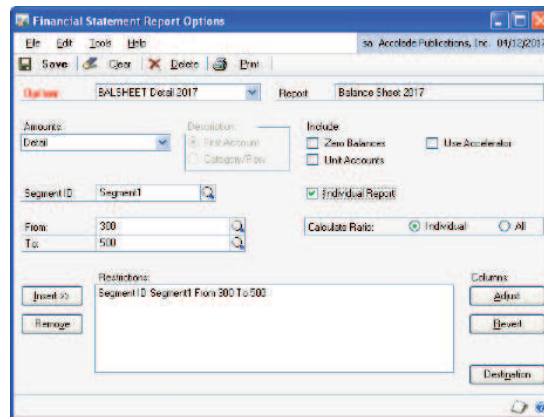 Financial Statement Report Options
File Edit Tools Help sa Accolade Publications, Inc. 04/12/2017
Save Clear Delete Print
Option: BALSHEET Detail 2017 Report Balance Sheet 2017
Amounts: Description: Include:
Detail First Account Zero Balances Use Accelerator
Category/Row Unit Accounts
Segment ID Segment1 Individual Report
From: 300 Calculate Ratio: Individual All
To: 500
Restrictions: Columns:
Insert >> Segment ID Segment1 From 300 To 500 Adjust
Remove Revert
Destination